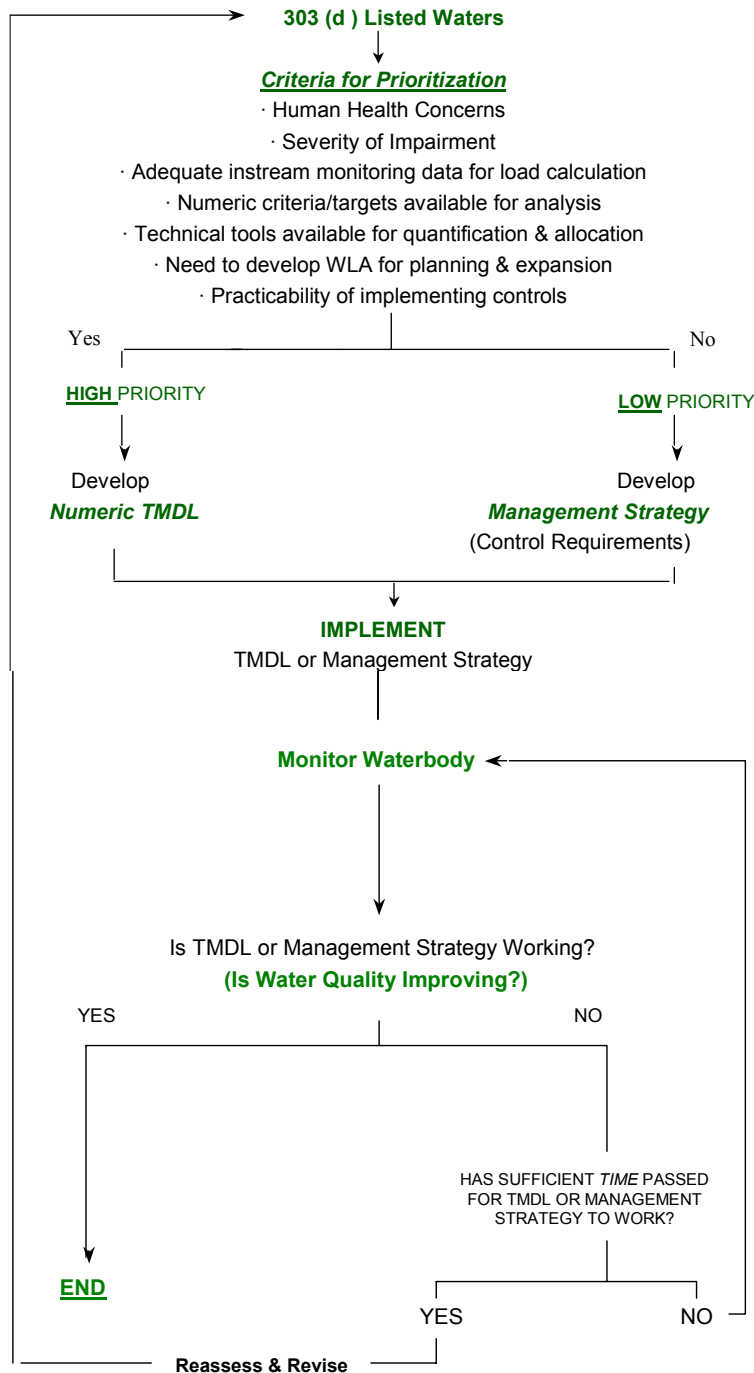 303 (d ) Listed Waters
Criteria for Prioritization
· Human Health Concerns
· Severity of Impairment
· Adequate instream monitoring data for load calculation
· Numeric criteria/targets available for analysis
· Technical tools available for quantification & allocation
· Need to develop WLA for planning & expansion
· Practicability of implementing controls
Yes
No
HIGH PRIORITY
LOW PRIORITY
Develop
Numeric TMDL
Develop
Management Strategy
(Control Requirements)
IMPLEMENT
TMDL or Management Strategy
Monitor Waterbody
Is TMDL or Management Strategy Working?
(Is Water Quality Improving?)
YES
NO
HAS SUFFICIENT TIME PASSED
FOR TMDL OR MANAGEMENT
STRATEGY TO WORK?
END
YES
NO
Reassess & Revise